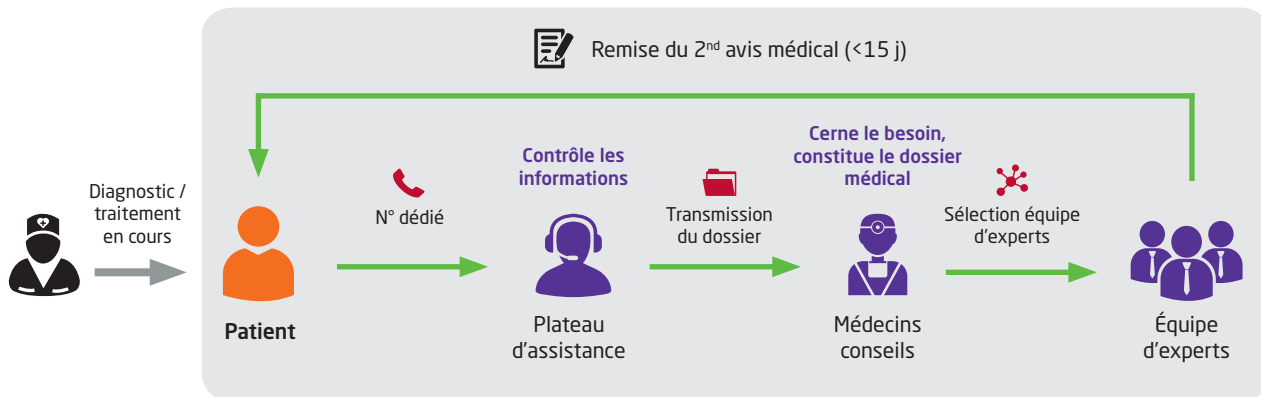 Remise du 2nd avis médical (<15 j)
Diagnostic /
traitement
en cours
Patient
N° dédié
Contrôle les
informations
Plateau
d'assistance
Transmission
du dossier
Cerne le besoin,
constitue le dossier
médical
Médecins
conseils
Sélection équipe
d'experts
Équipe
d'experts